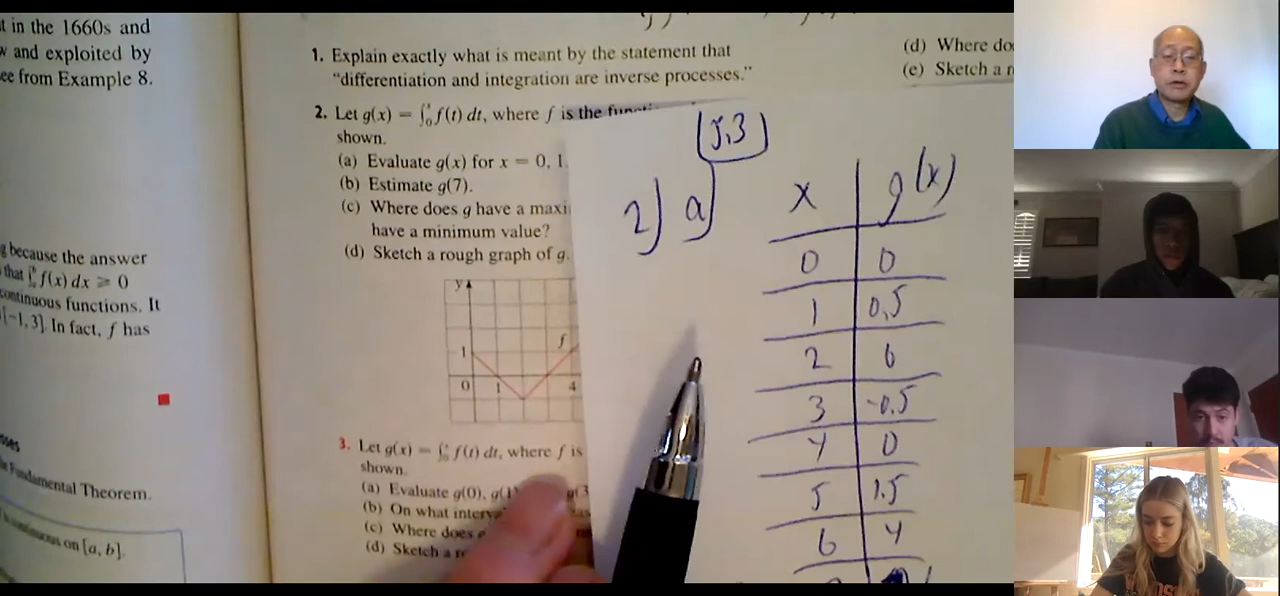 t in the 1660s and
w and exploited by
ee from Example 8.
g because the answer
that ∫ f(x) dx ⩾ 0
continuous functions. It
[−1, 3]. In fact, f has
Fundamental Theorem.
continuous on [a, b].
1. Explain exactly what is meant by the statement that
"differentiation and integration are inverse processes."
2. Let g(x) = ∫₀ˣ f(t) dt, where f is the
shown.
(a) Evaluate g(x) for x = 0, 1
(b) Estimate g(7).
(c) Where does g have a maxi
have a minimum value?
(d) Sketch a rough graph of g.
y
1
f
0
1
4
3. Let g(x) = ∫₀ˣ f(t) dt, where f is
shown.
(a) Evaluate g(0), g(1) g(3
(b) On what interv
(c) Where does
(d) Sketch a r
(d) Where do
(e) Sketch a r
5.3
2) a)
x g(x)
0 0
1 0,5
2 0
3 -0.5
4 0
5 1.5
6 4